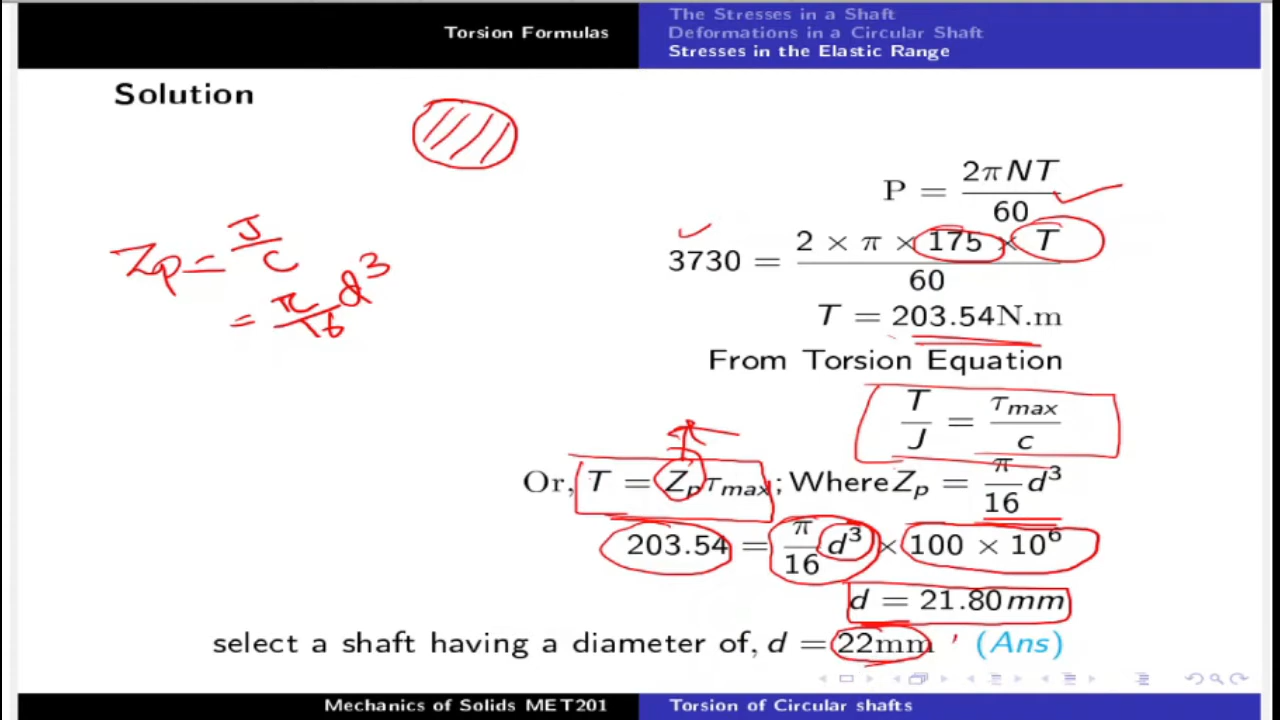 Torsion Formulas
The Stresses in a Shaft
Deformations in a Circular Shaft
Stresses in the Elastic Range
Solution
P = 2πNT / 60
3730 = 2 × π × 175 × T / 60
T = 203.54N.m
From Torsion Equation
T / J = τmax / c
Or, T = Zpτmax; Where Zp = π/16 d³
203.54 = π/16 d³ × 100 × 10⁶
d = 21.80mm
select a shaft having a diameter of, d = 22mm (Ans)
Zp = J/C
= π/16 d³
Mechanics of Solids MET201
Torsion of Circular shafts